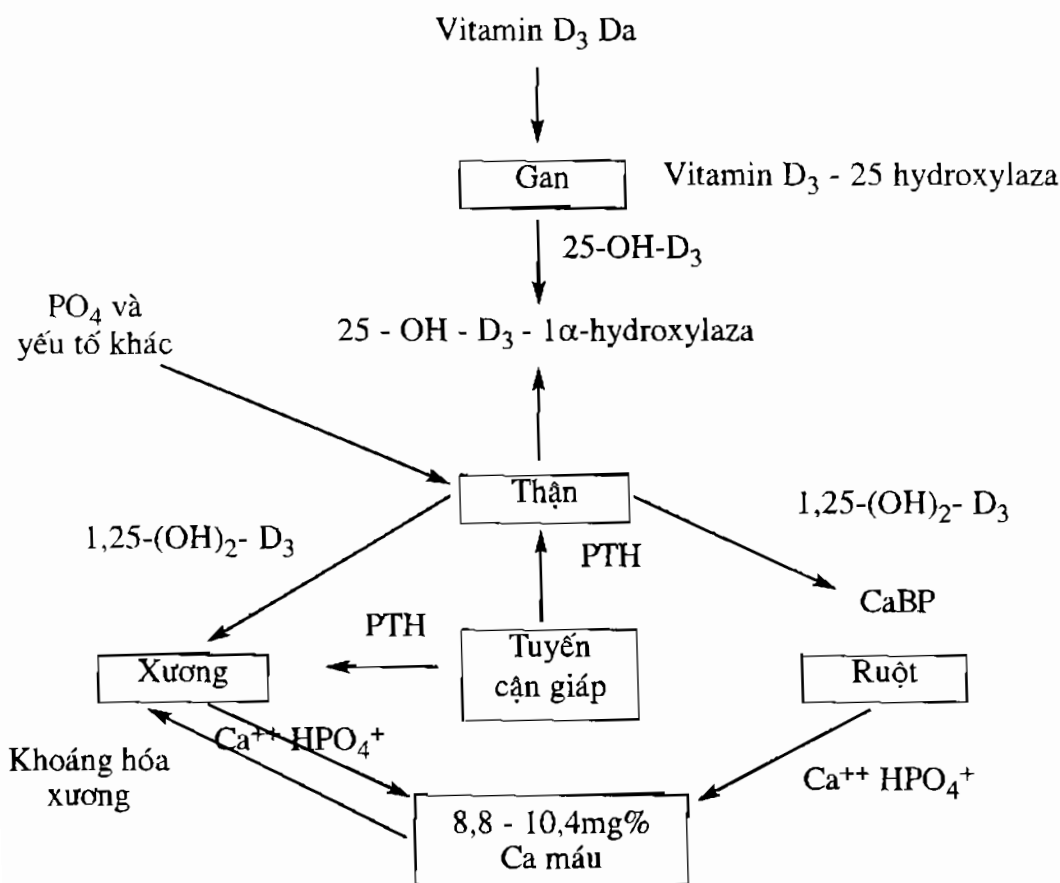 Vitamin D₃ Da
Gan
Vitamin D₃ - 25 hydroxylaza
25-OH-D₃
PO₄ và
yếu tố khác
25 - OH - D₃ - 1α-hydroxylaza
Thận
1,25-(OH)₂- D₃
1,25-(OH)₂- D₃
PTH
CaBP
PTH
Tuyến
cận giáp
Xương
Ruột
Ca⁺⁺ HPO₄⁺
Khoáng hóa
xương
Ca⁺⁺ HPO₄⁺
8,8 - 10,4mg%
Ca máu